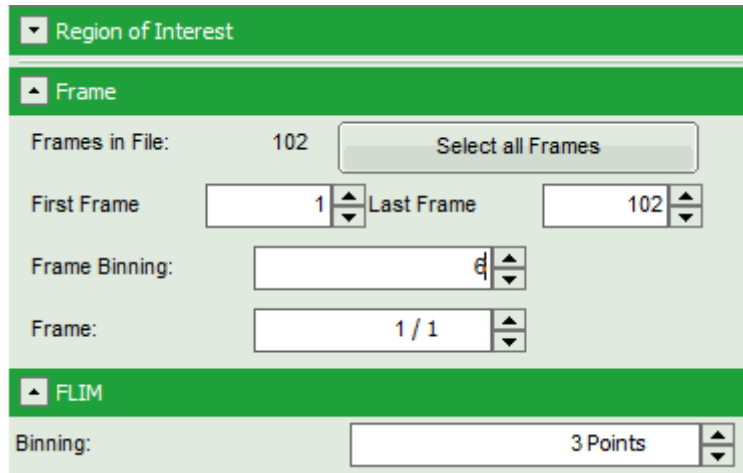 Region of Interest
Frame
Frames in File: 102 Select all Frames
First Frame 1 Last Frame 102
Frame Binning: 6
Frame: 1 / 1
FLIM
Binning: 3 Points